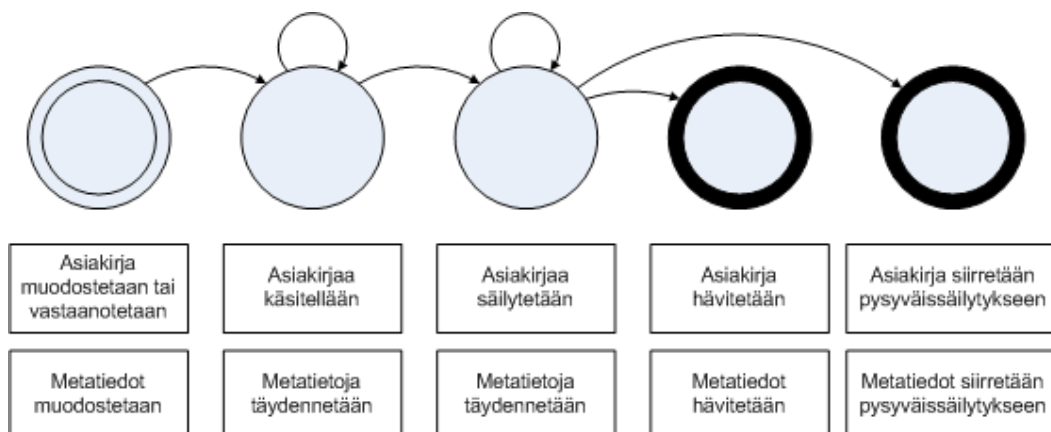 Asiakirja
muodostetaan tai
vastaanotetaan
Asiakirjaa
käsitellään
Asiakirjaa
säilytetään
Asiakirja
hävitetään
Asiakirja siirretään
pysyväissäilytykseen
Metatiedot
muodostetaan
Metatietoja
täydennetään
Metatietoja
täydennetään
Metatiedot
hävitetään
Metatiedot siirretään
pysyväissäilytykseen